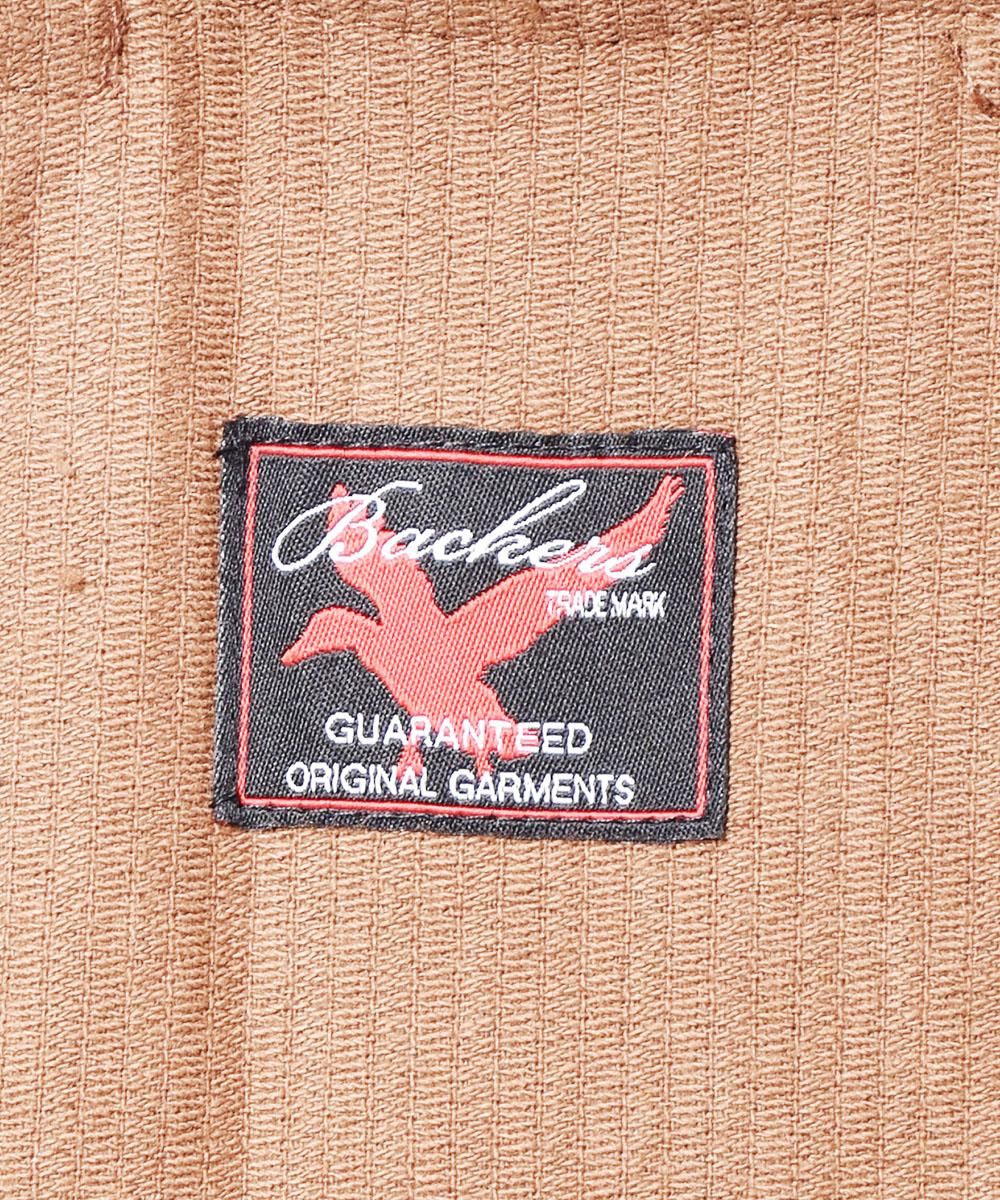 Backers
TRADE MARK
GUARANTEED
ORIGINAL GARMENTS